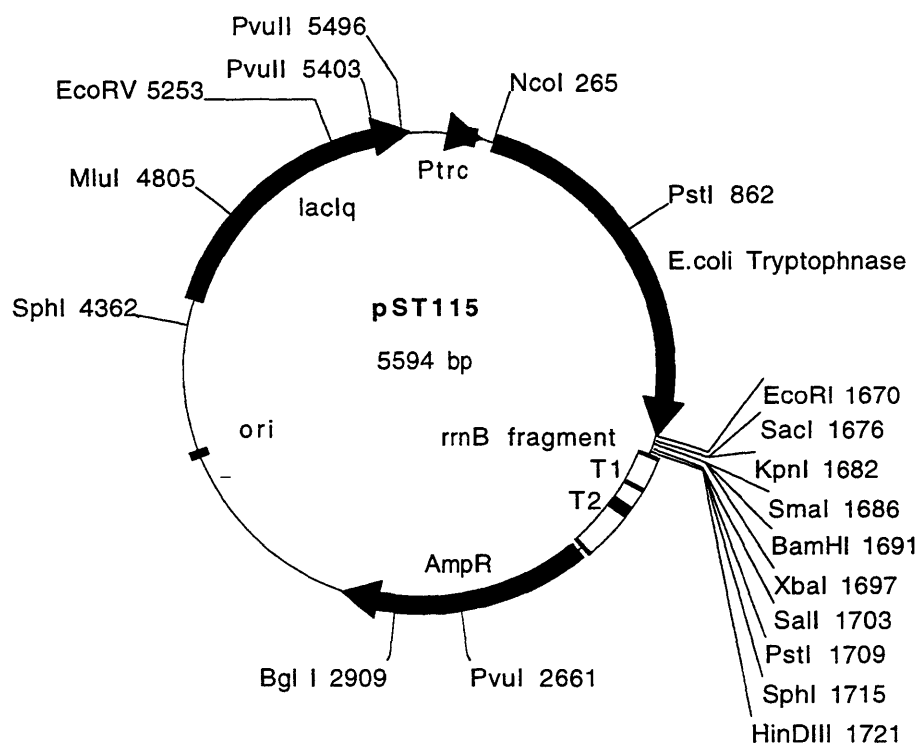 PvuII 5496
PvuII 5403
EcoRV 5253
NcoI 265
Ptrc
MluI 4805
lacIq
PstI 862
E.coli Tryptophnase
SphI 4362
pST115
5594 bp
ori
rrnB fragment
T1
T2
AmpR
EcoRI 1670
SacI 1676
KpnI 1682
SmaI 1686
BamHI 1691
XbaI 1697
SalI 1703
PstI 1709
SphI 1715
HinDIII 1721
Bgl I 2909
PvuI 2661